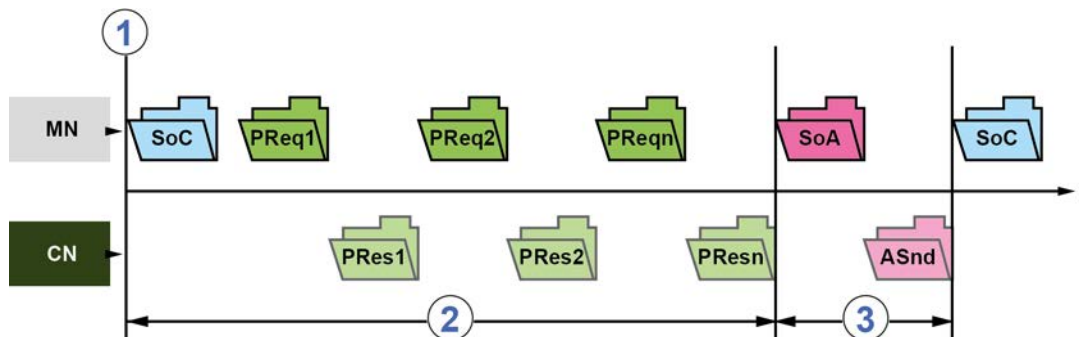 1
MN
SoC PReq1 PReq2 PReqn SoA SoC
CN
PRes1 PRes2 PResn ASnd
2 3